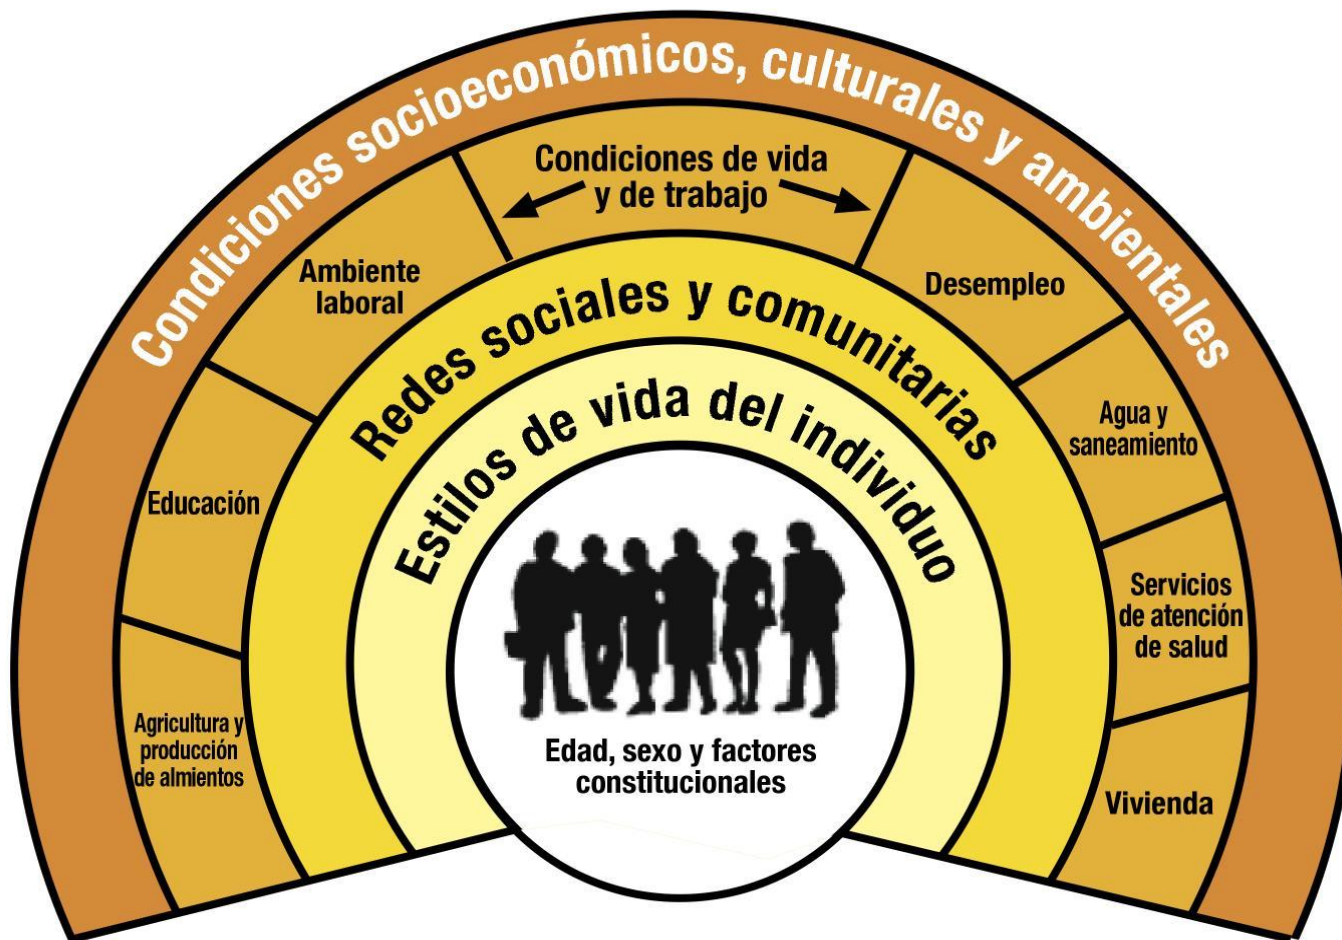 Condiciones socioeconómicos, culturales y ambientales
Condiciones de vida
y de trabajo
Ambiente
laboral
Desempleo
Educación
Agua y
saneamiento
Agricultura y
producción
de almientos
Servicios
de atención
de salud
Vivienda
Redes sociales y comunitarias
Estilos de vida del individuo
Edad, sexo y factores
constitucionales